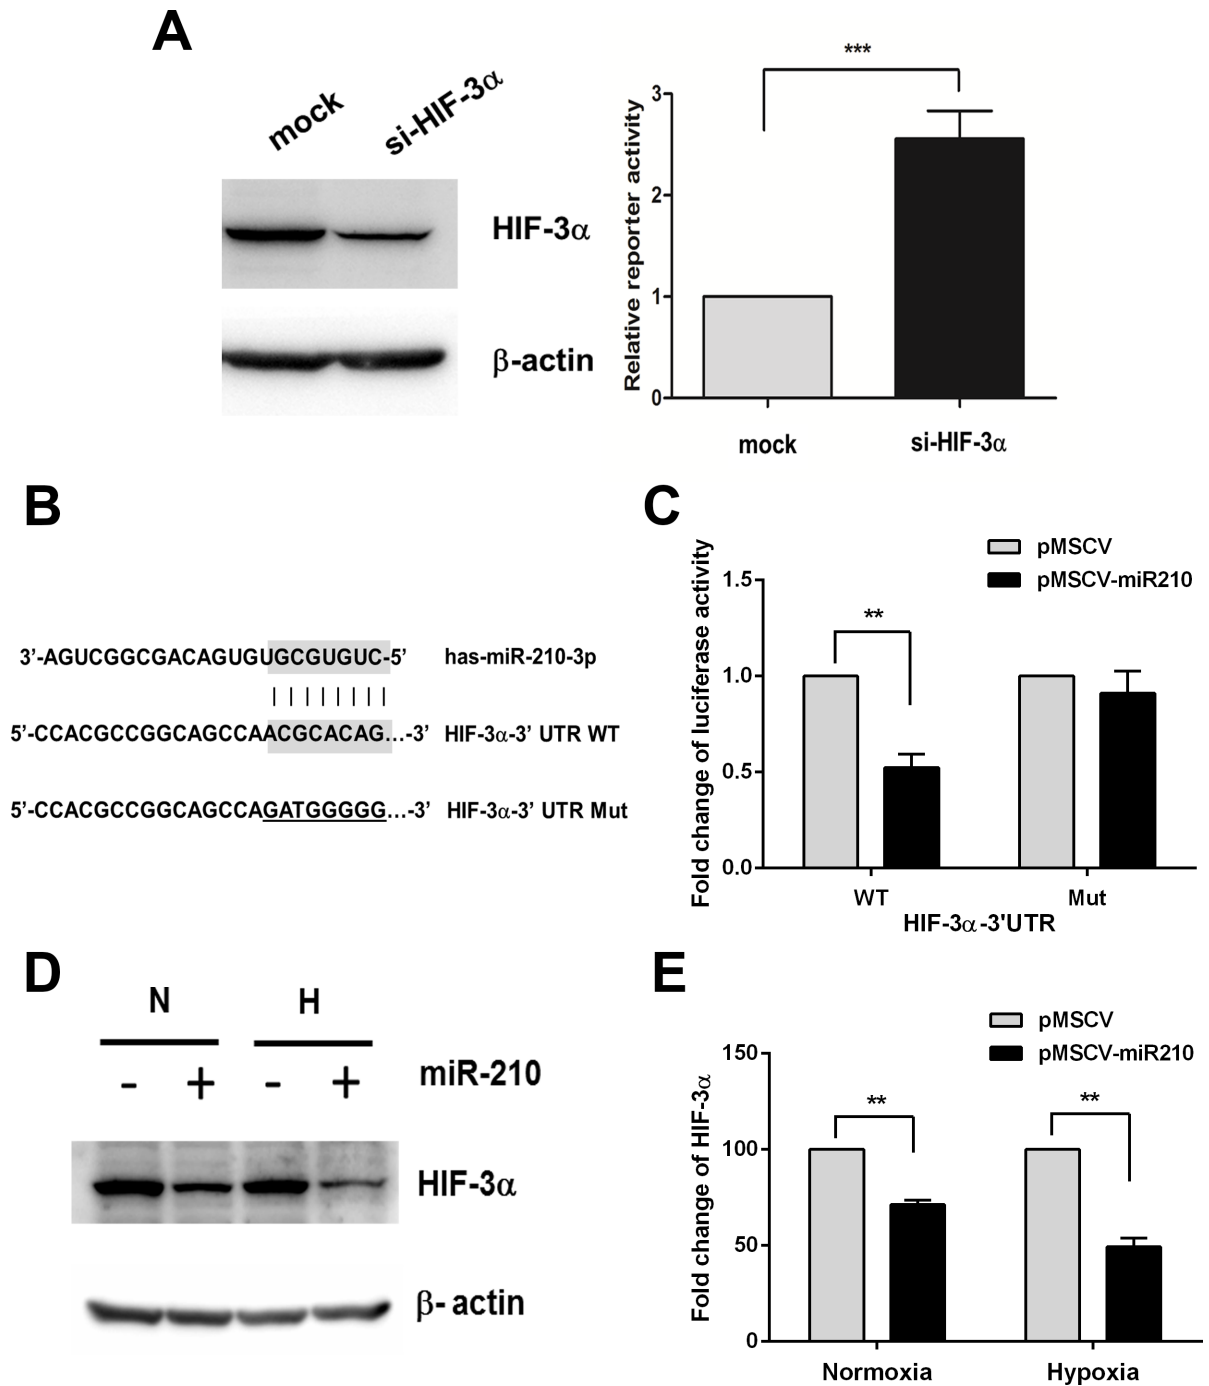 A
mock
si-HIF-3α
HIF-3α
β-actin
***
Relative reporter activity
3
2
1
0
mock
si-HIF-3α
B
3’-AGUCGGCGACAGUGUGCGUGUC-5’ has-miR-210-3p
5’-CCACGCCGGCAGCCAACGCACAG...-3’ HIF-3α-3’ UTR WT
5’-CCACGCCGGCAGCCAGATGGGGG...-3’ HIF-3α-3’ UTR Mut
C
pMSCV
pMSCV-miR210
Fold change of luciferase activity
1.5
1.0
0.5
0.0
**
WT
Mut
HIF-3α-3'UTR
D
N
H
- + - + miR-210
HIF-3α
β- actin
E
pMSCV
pMSCV-miR210
Fold change of HIF-3α
150
100
50
0
**
**
Normoxia
Hypoxia